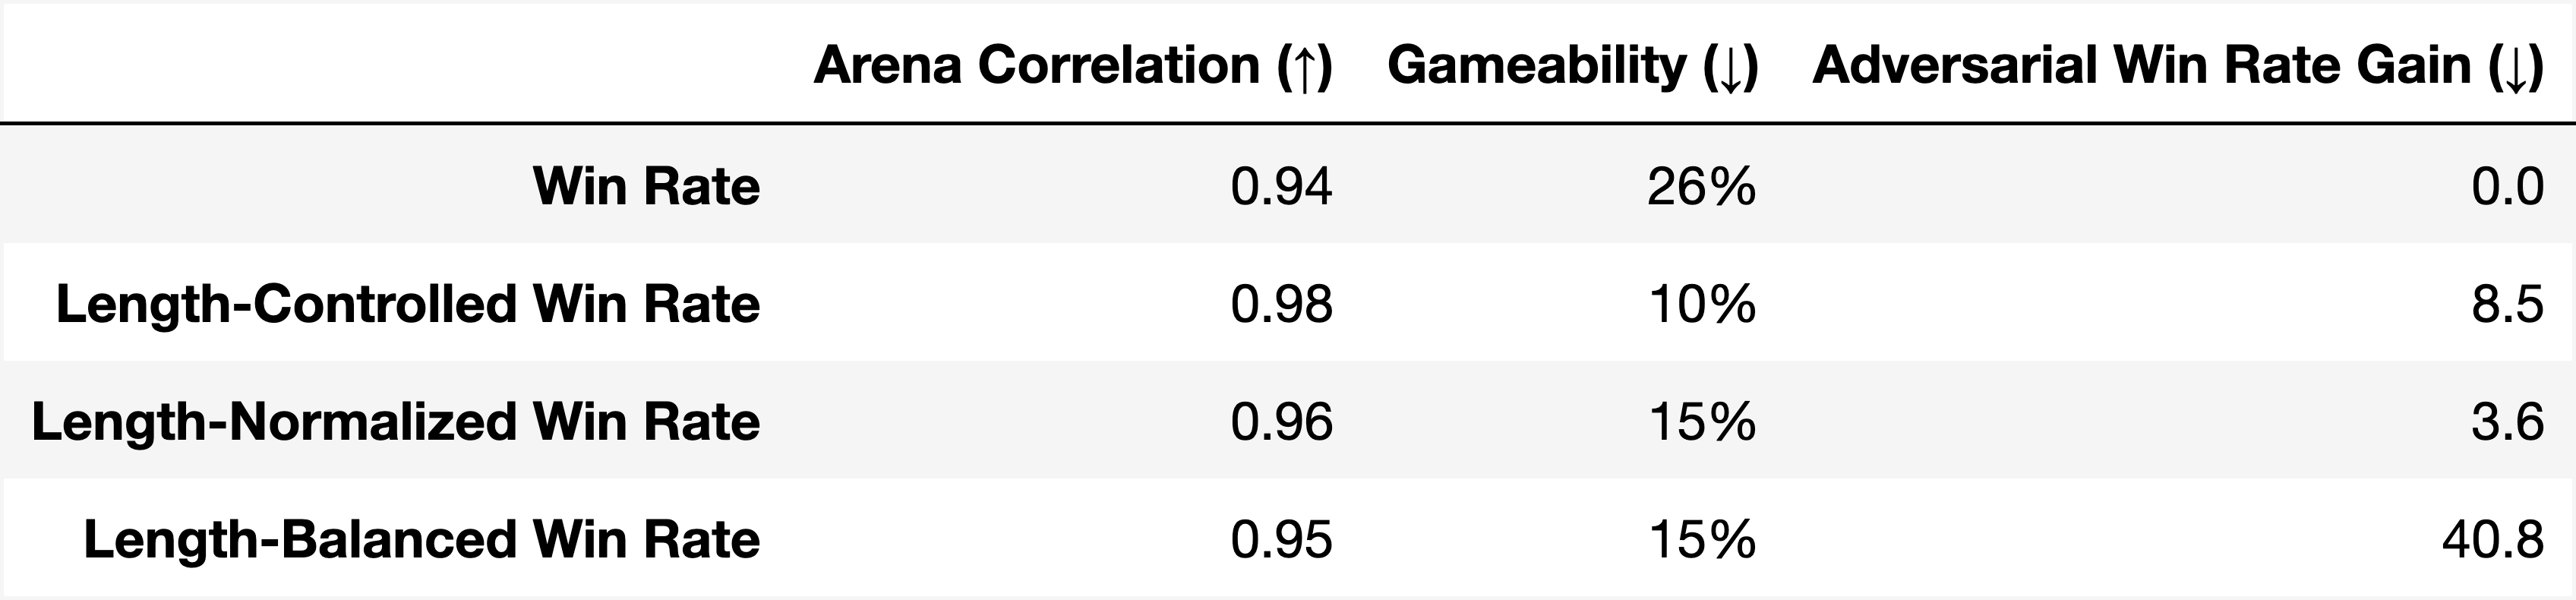 Arena Correlation (↑) Gameability (↓) Adversarial Win Rate Gain (↓)
Win Rate 0.94 26% 0.0
Length-Controlled Win Rate 0.98 10% 8.5
Length-Normalized Win Rate 0.96 15% 3.6
Length-Balanced Win Rate 0.95 15% 40.8